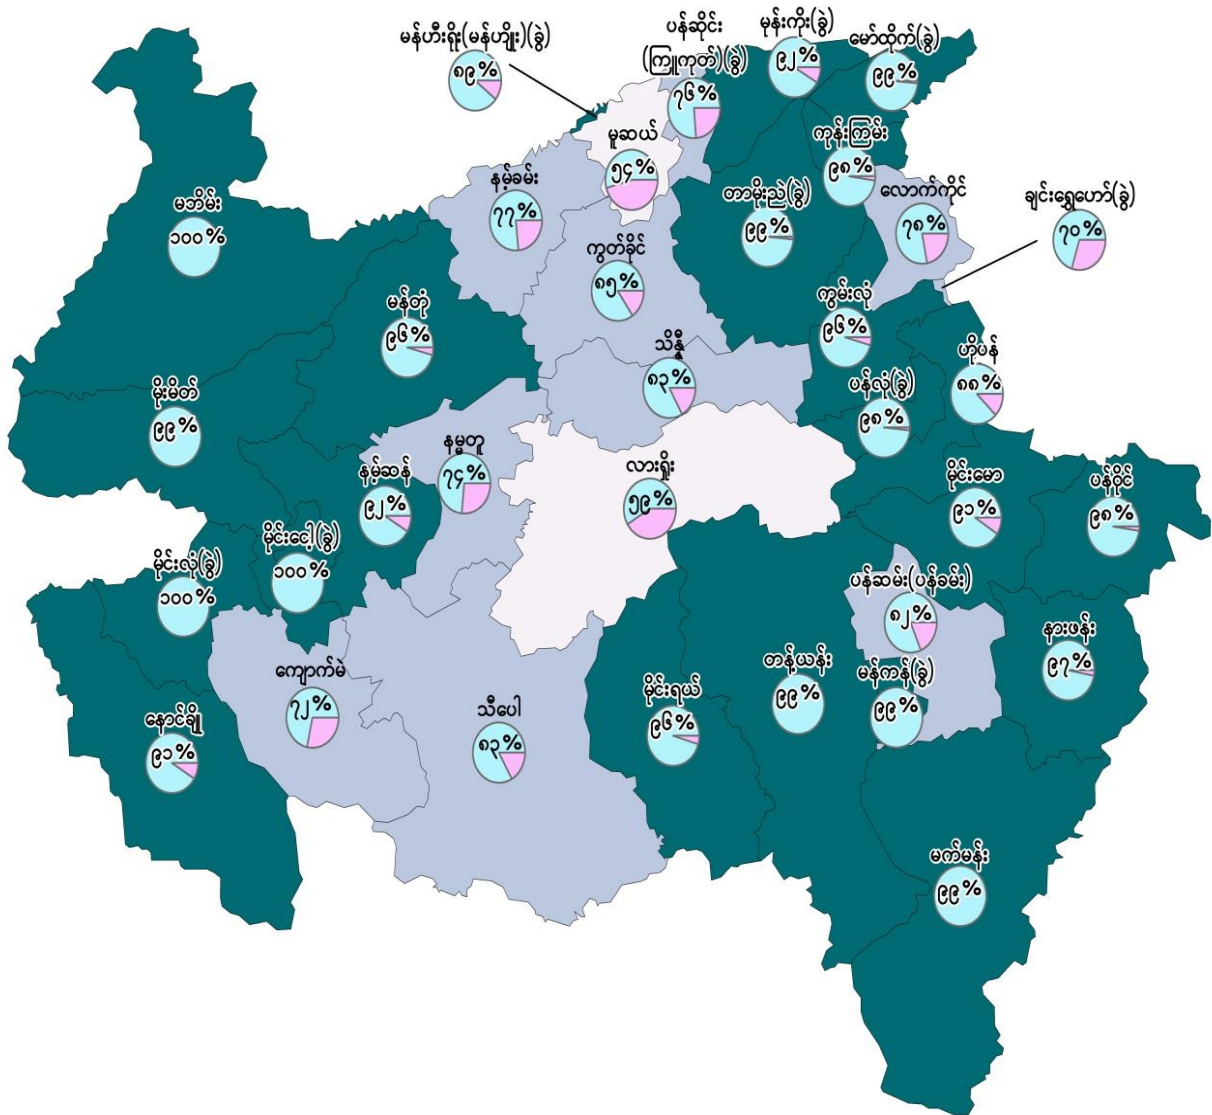 မန်ဟီးရိုး(မန်ဟျိုး)(ခွဲ)
၈၉%
ပန်ဆိုင်း
(ကြူကုတ်)(ခွဲ)
၇၆%
မုန်းကိုး(ခွဲ)
၉၂%
မော်ထိုက်(ခွဲ)
၉၉%
မူဆယ်
၅၄%
ကုန်းကြမ်း
၉၈%
နမ့်ခမ်း
၇၇%
တာမိုးညဲ(ခွဲ)
၉၉%
လောက်ကိုင်
၇၈%
ချင်းရွှေဟော်(ခွဲ)
၇၀%
မဘိမ်း
၁၀၀%
ကွတ်ခိုင်
၈၅%
မန်တုံ
၉၆%
ကွမ်းလုံ
၉၆%
သိန္နီ
၈၃%
ဟိုပန်
၈၈%
မိုးမိတ်
၉၉%
ပန်လုံ(ခွဲ)
၉၈%
နမ္မတူ
၇၄%
နမ့်ဆန်
၉၂%
လားရှိုး
၅၉%
မိုင်းမော
၉၁%
ပန်ဝိုင်
၉၈%
မိုင်းငေါ့(ခွဲ)
၁၀၀%
မိုင်းလုံ(ခွဲ)
၁၀၀%
ပန်ဆမ်း(ပန်ခမ်း)
၈၂%
နားဖန်း
၉၇%
ကျောက်မဲ
၇၂%
တန့်ယန်း
၉၉%
မန်ကန်(ခွဲ)
၉၉%
မိုင်းရယ်
၉၆%
နောင်ချို
၉၁%
သီပေါ
၈၃%
မက်မန်း
၉၉%